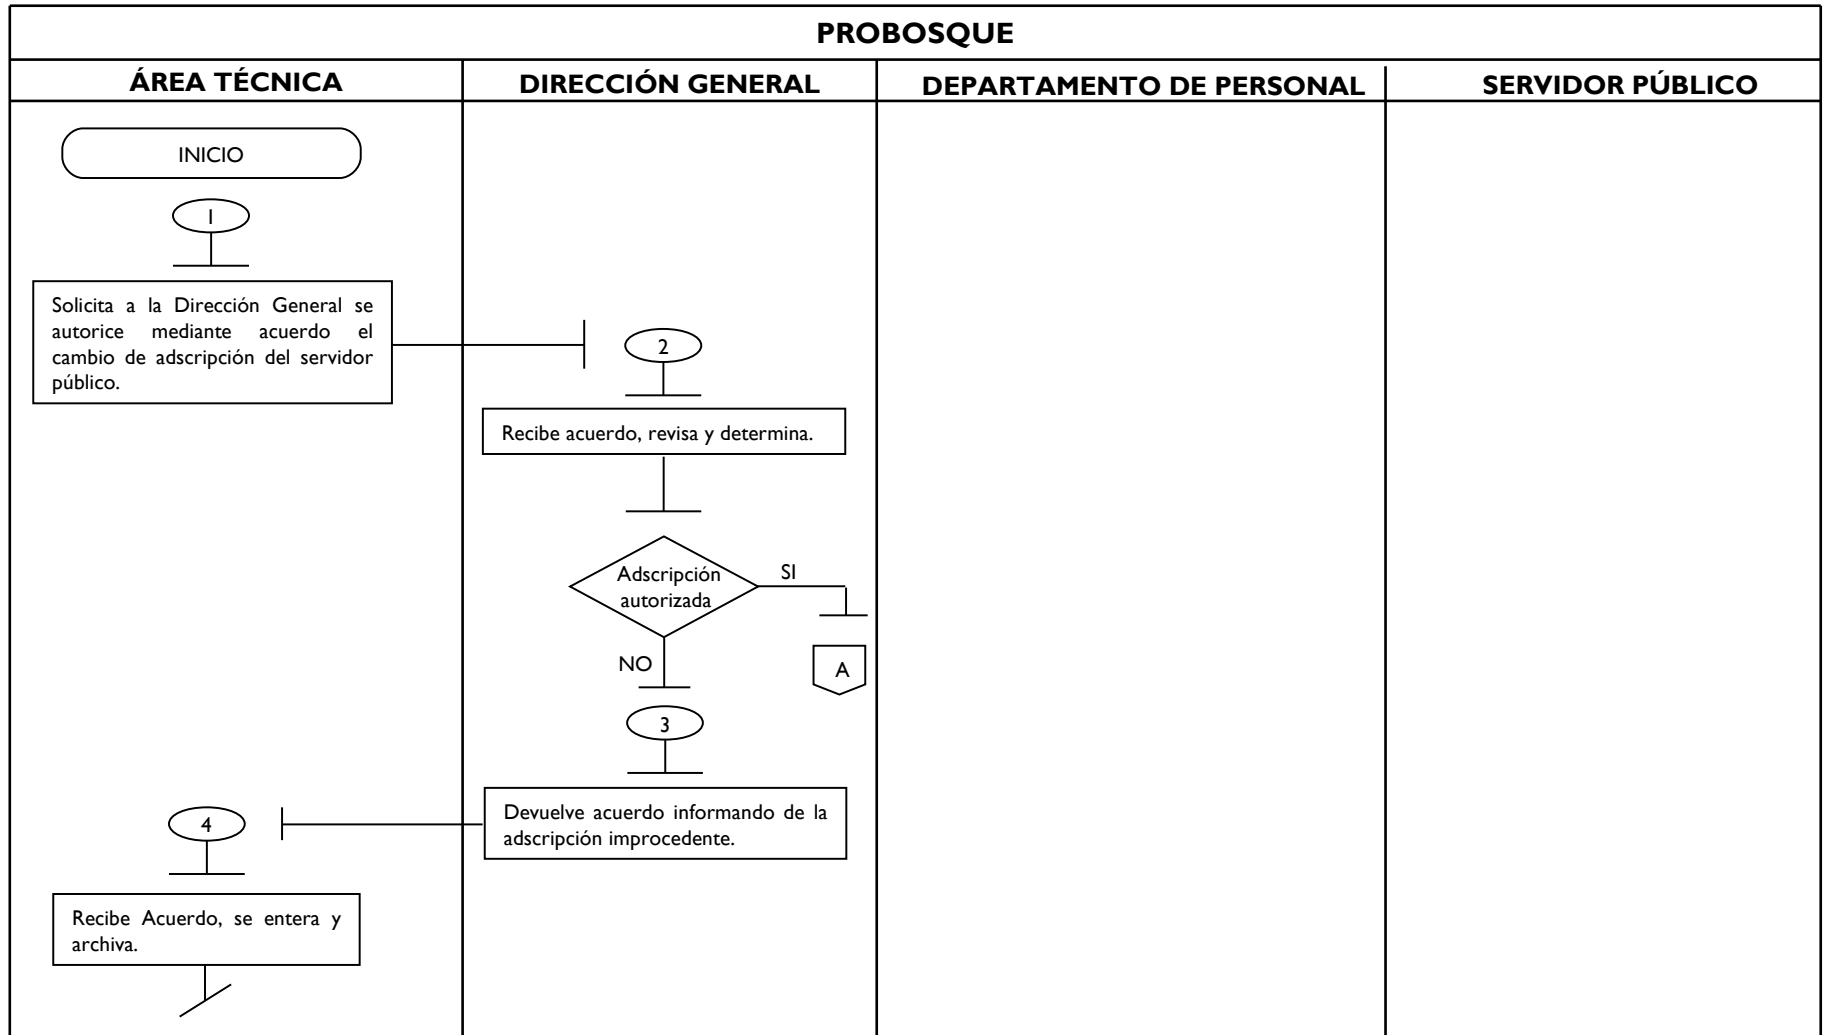 PROBOSQUE
ÁREA TÉCNICA
DIRECCIÓN GENERAL
DEPARTAMENTO DE PERSONAL
SERVIDOR PÚBLICO
INICIO
1
Solicita a la Dirección General se
autorice mediante acuerdo el
cambio de adscripción del servidor
público.
2
Recibe acuerdo, revisa y determina.
Adscripción
autorizada
SI
A
NO
3
Devuelve acuerdo informando de la
adscripción improcedente.
4
Recibe Acuerdo, se entera y
archiva.